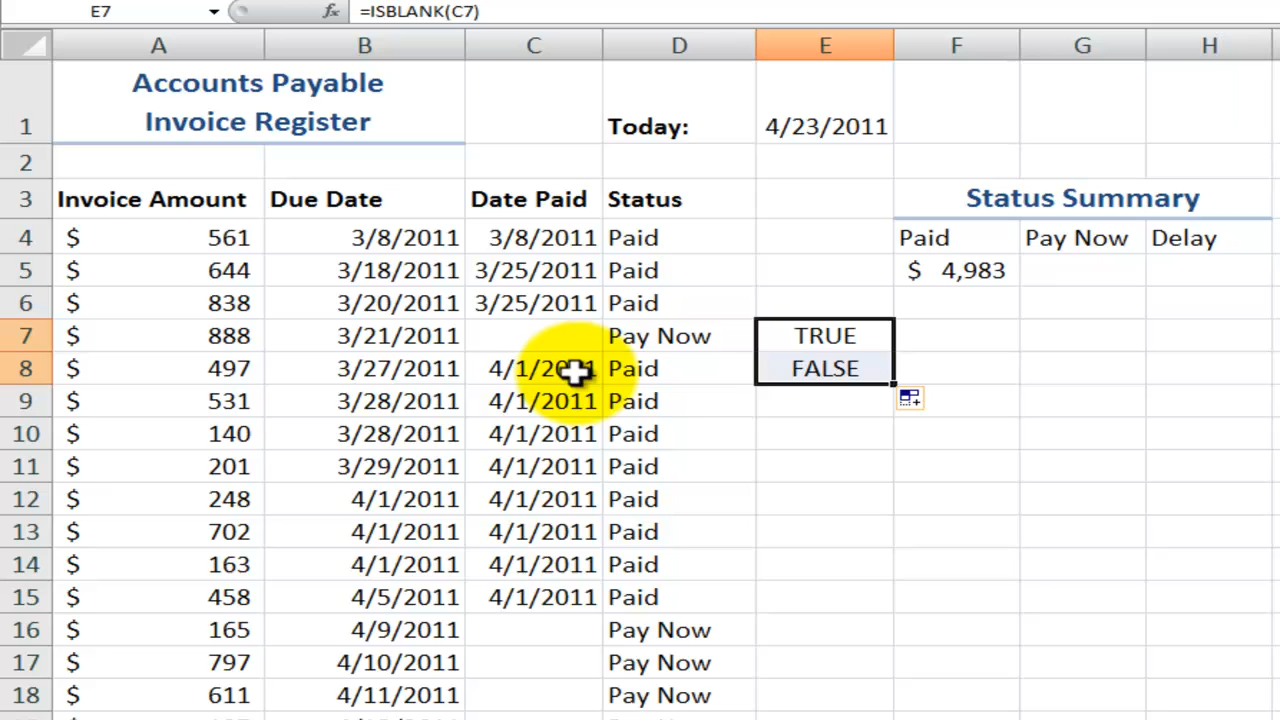 E7 fx =ISBLANK(C7)
A B C D E F G H
Accounts Payable
Invoice Register
1 Today: 4/23/2011
2
3 Invoice Amount Due Date Date Paid Status Status Summary
4 $ 561 3/8/2011 3/8/2011 Paid Paid Pay Now Delay
5 $ 644 3/18/2011 3/25/2011 Paid $ 4,983
6 $ 838 3/20/2011 3/25/2011 Paid
7 $ 888 3/21/2011 Pay Now TRUE
8 $ 497 3/27/2011 4/1/2011 Paid FALSE
9 $ 531 3/28/2011 4/1/2011 Paid
10 $ 140 3/28/2011 4/1/2011 Paid
11 $ 201 3/29/2011 4/1/2011 Paid
12 $ 248 4/1/2011 4/1/2011 Paid
13 $ 702 4/1/2011 4/1/2011 Paid
14 $ 163 4/1/2011 4/1/2011 Paid
15 $ 458 4/5/2011 4/1/2011 Paid
16 $ 165 4/9/2011 Pay Now
17 $ 797 4/10/2011 Pay Now
18 $ 611 4/11/2011 Pay Now